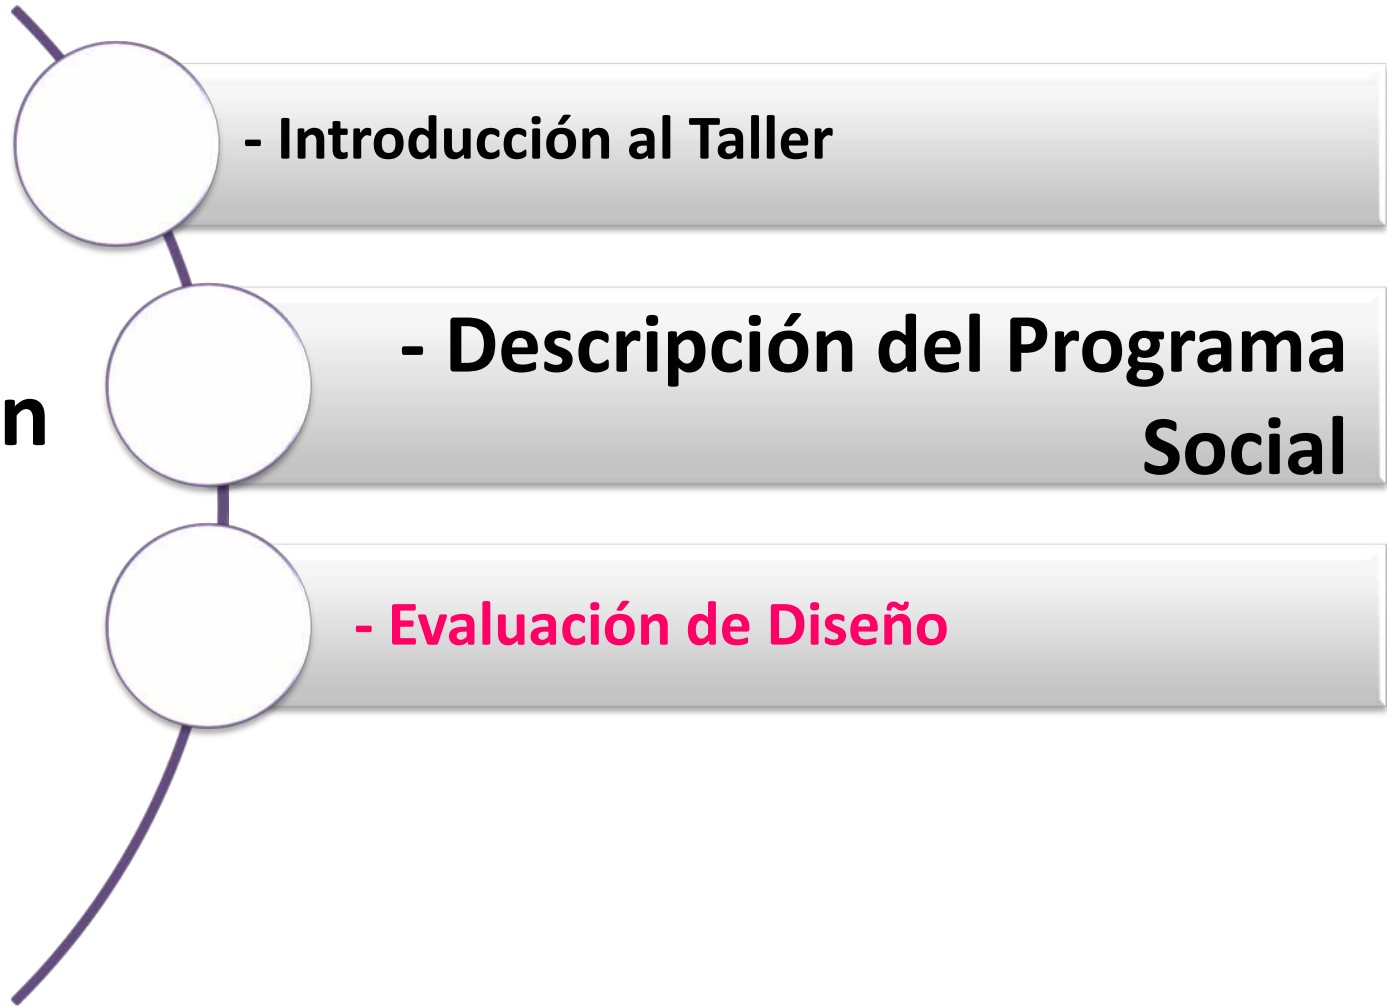 - Introducción al Taller
- Descripción del Programa
Social
n
- Evaluación de Diseño